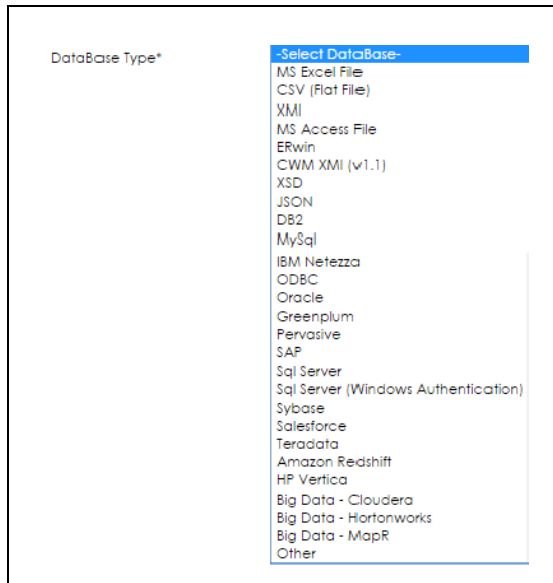 DataBase Type*
-Select DataBase-
MS Excel File
CSV (Flat File)
XMI
MS Access File
ERwin
CWM XMI (v1.1)
XSD
JSON
DB2
MySql
IBM Netezza
ODBC
Oracle
Greenplum
Pervasive
SAP
Sql Server
Sql Server (Windows Authentication)
Sybase
Salesforce
Teradata
Amazon Redshift
HP Vertica
Big Data - Cloudera
Big Data - Hortonworks
Big Data - MapR
Other